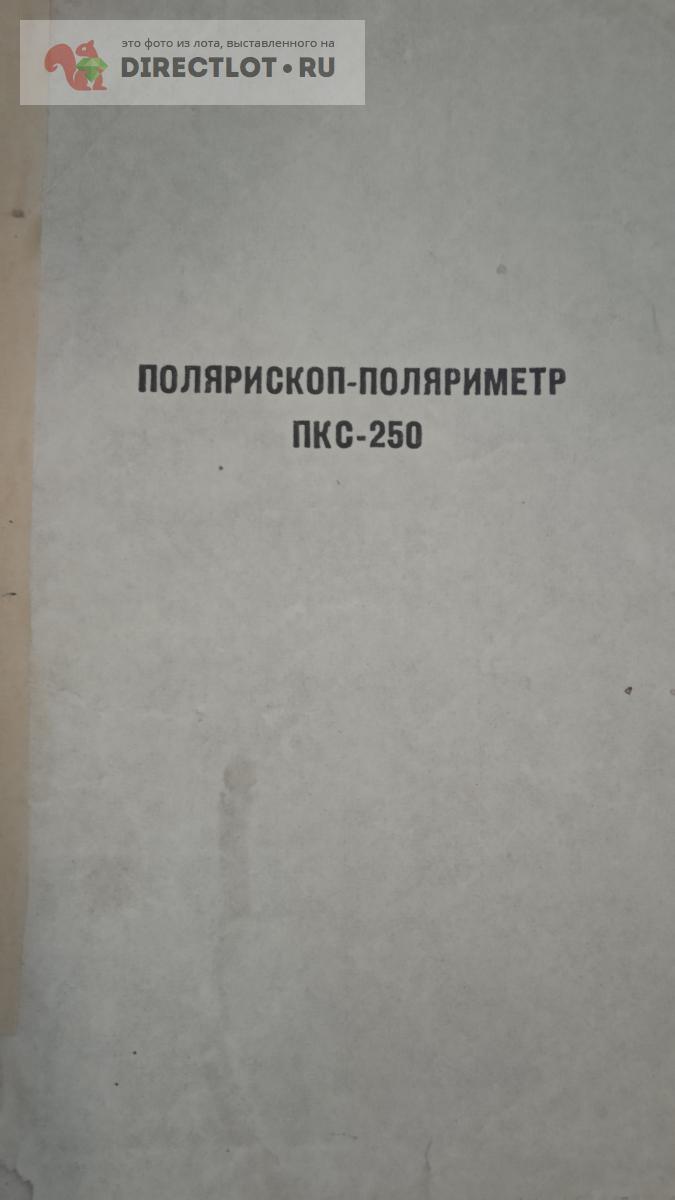 это фото из лота, выставленного на
DIRECTLOT•RU
ПОЛЯРИСКОП-ПОЛЯРИМЕТР
ПКС-250